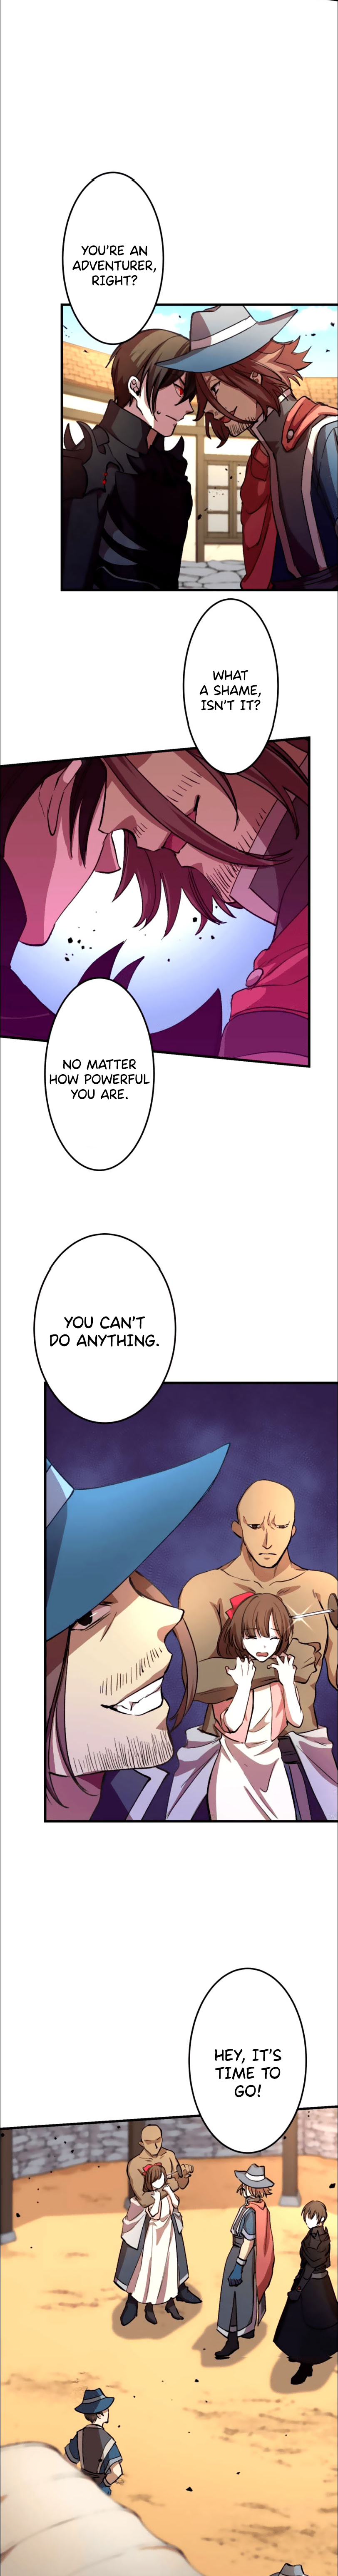 YOU'RE AN
ADVENTURER,
RIGHT?
WHAT
A SHAME,
ISN'T IT?
NO MATTER
HOW POWERFUL
YOU ARE.
YOU CAN'T
DO ANYTHING.
HEY, IT'S
TIME TO
GO!